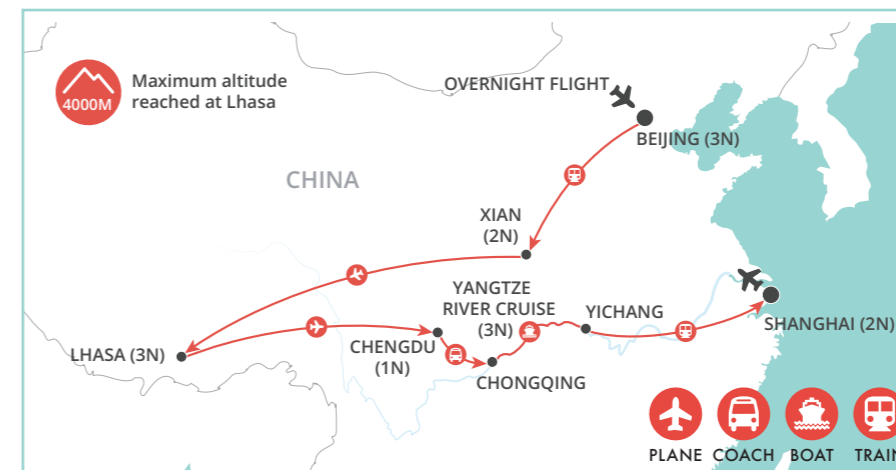 4000M
Maximum altitude
reached at Lhasa
OVERNIGHT FLIGHT
BEIJING (3N)
CHINA
XIAN
(2N)
YANGTZE
RIVER CRUISE
(3N)
YICHANG
SHANGHAI (2N)
LHASA (3N)
CHENGDU
(1N)
CHONGQING
PLANE COACH BOAT TRAIN